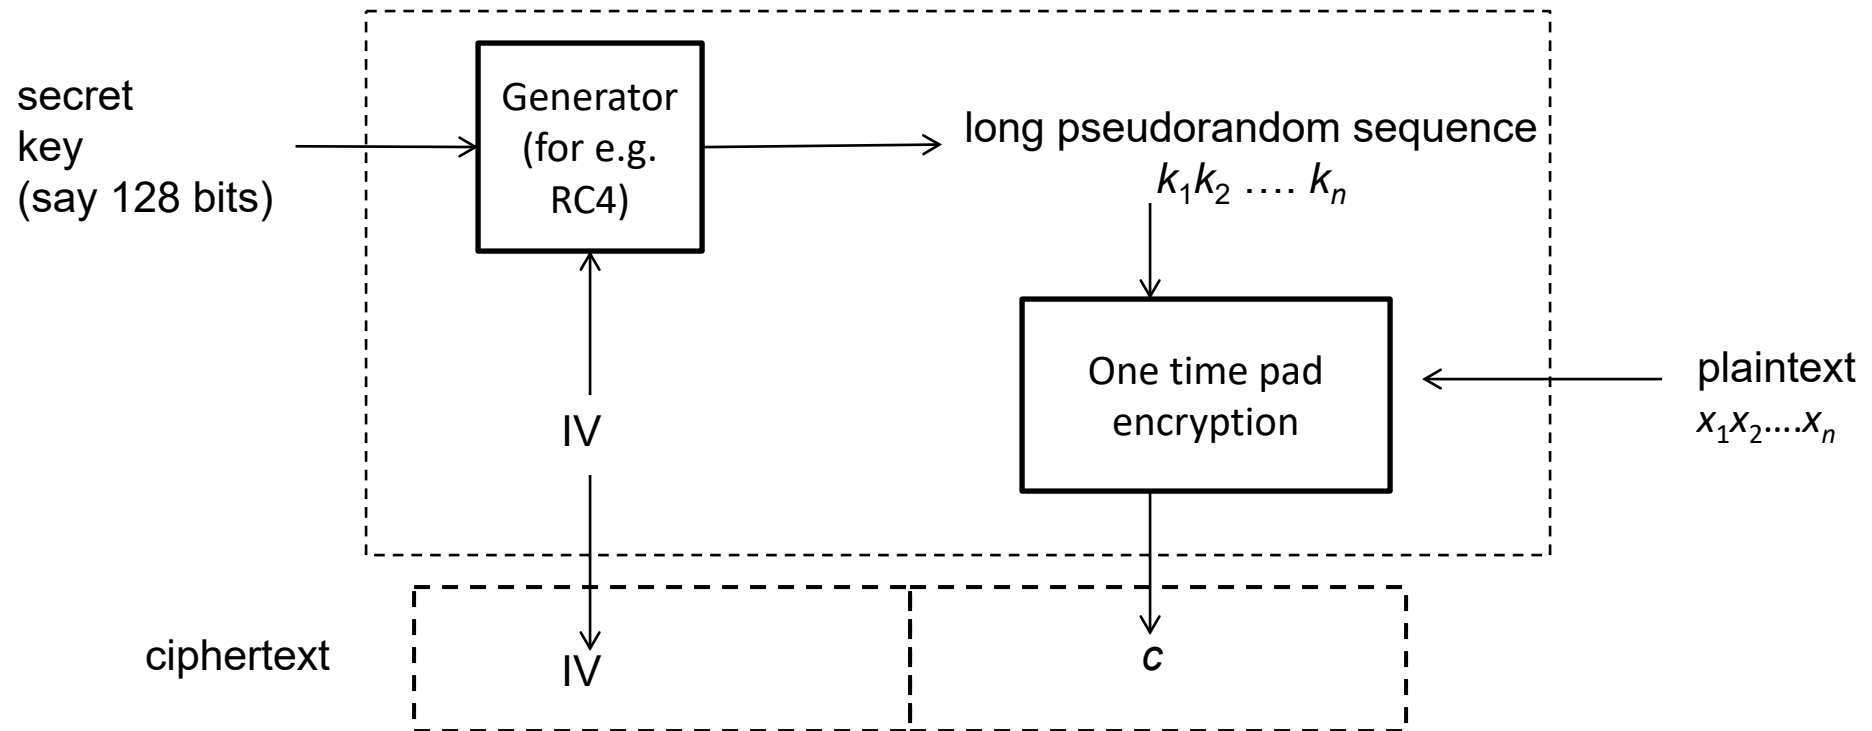 secret
key
(say 128 bits)
Generator
(for e.g.
RC4)
long pseudorandom sequence
k₁k₂ .... kₙ
IV
One time pad
encryption
plaintext
x₁x₂....xₙ
ciphertext
IV
c